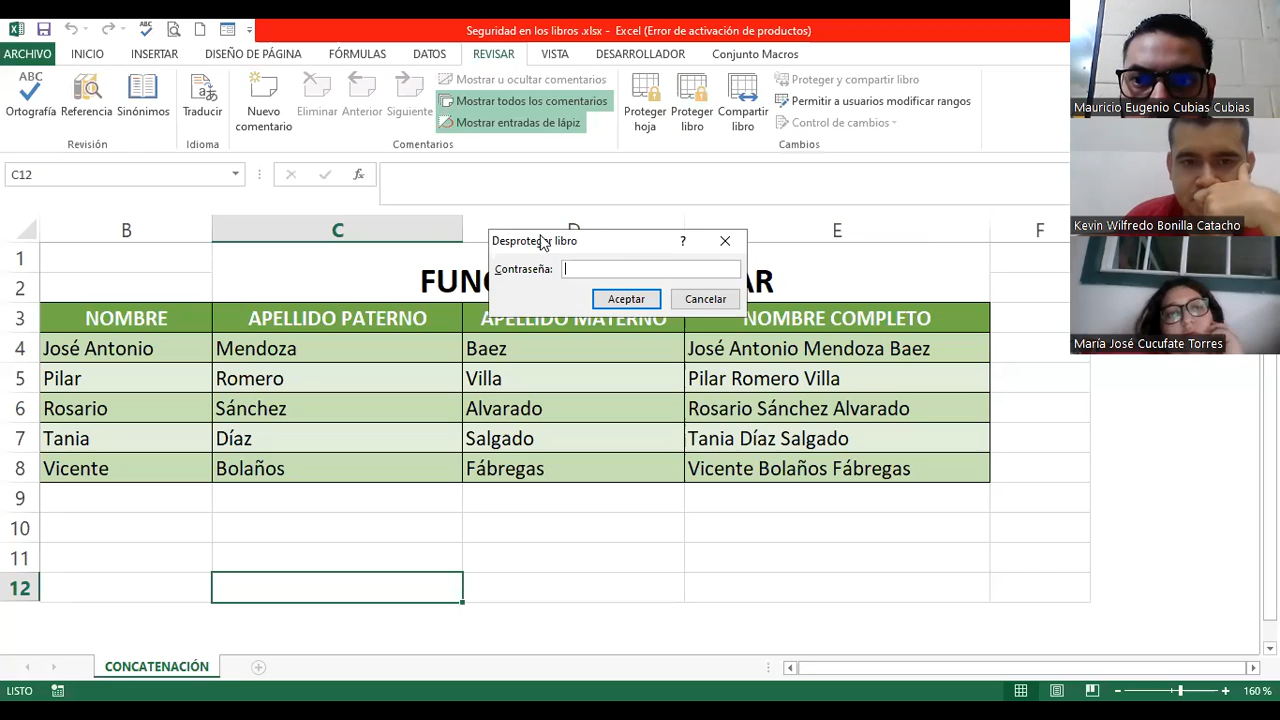 Seguridad en los libros .xlsx - Excel (Error de activación de productos)
ARCHIVO INICIO INSERTAR DISEÑO DE PÁGINA FÓRMULAS DATOS REVISAR VISTA DESARROLLADOR Conjunto Macros
ABC
Ortografía Referencia Sinónimos
Revisión
Traducir
Idioma
Nuevo comentario
Eliminar Anterior Siguiente
Mostrar u ocultar comentarios
Mostrar todos los comentarios
Mostrar entradas de lápiz
Comentarios
Proteger hoja
Proteger libro
Compartir libro
Proteger y compartir libro
Permitir a usuarios modificar rangos
Control de cambios
Cambios
Mauricio Eugenio Cubias Cubias
Kevin Wilfredo Bonilla Catacho
María José Cucufate Torres
C12 fx
B C D E F
Desproteger libro ?
Contraseña:
Aceptar Cancelar
1
2
3 NOMBRE APELLIDO PATERNO APELLIDO MATERNO NOMBRE COMPLETO
4 José Antonio Mendoza Baez José Antonio Mendoza Baez
5 Pilar Romero Villa Pilar Romero Villa
6 Rosario Sánchez Alvarado Rosario Sánchez Alvarado
7 Tania Díaz Salgado Tania Díaz Salgado
8 Vicente Bolaños Fábregas Vicente Bolaños Fábregas
9
10
11
12
CONCATENACIÓN
LISTO 160 %